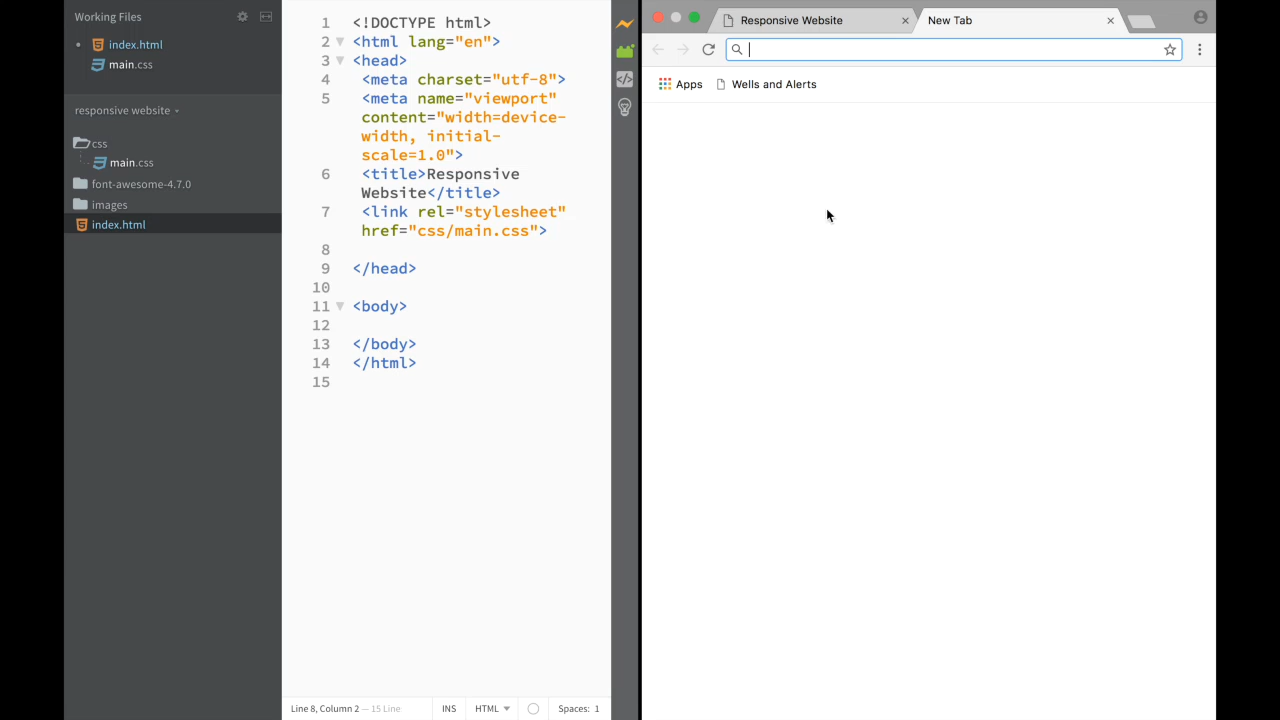 Working Files
index.html
main.css
responsive website
css
main.css
font-awesome-4.7.0
images
index.html
1 <!DOCTYPE html>
2 <html lang="en">
3 <head>
4 <meta charset="utf-8">
5 <meta name="viewport"
content="width=device-
width, initial-
scale=1.0">
6 <title>Responsive
Website</title>
7 <link rel="stylesheet"
href="css/main.css">
8
9 </head>
10
11 <body>
12
13 </body>
14 </html>
15
Line 8, Column 2 — 15 Line
INS
HTML
Spaces: 1
Responsive Website
New Tab
Apps
Wells and Alerts